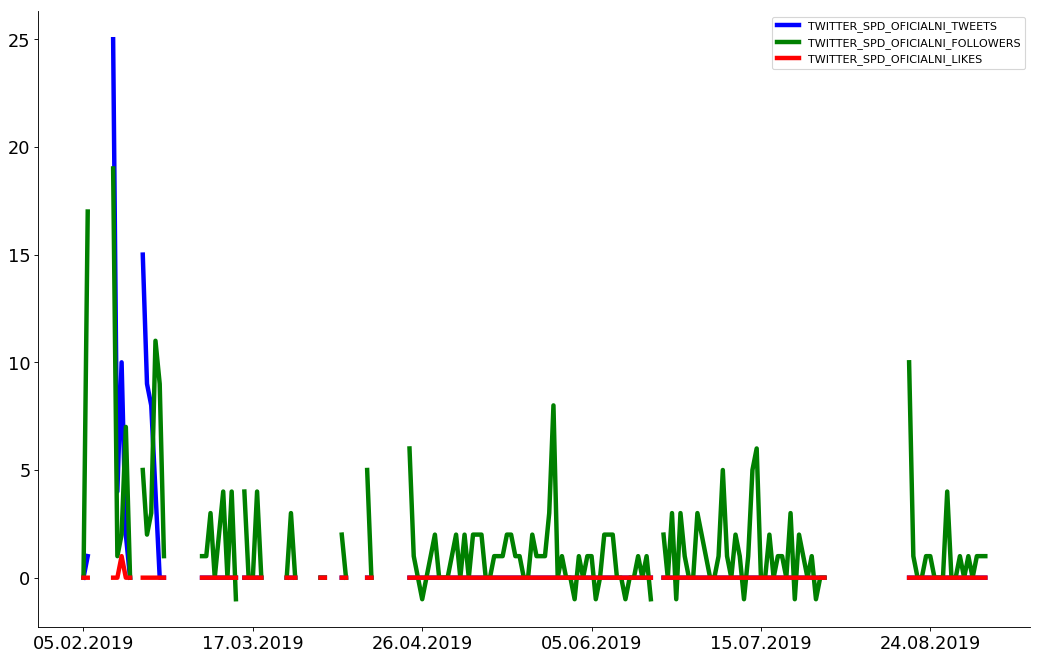 TWITTER_SPD_OFICIALNI_TWEETS
TWITTER_SPD_OFICIALNI_FOLLOWERS
TWITTER_SPD_OFICIALNI_LIKES
25
20
15
10
5
0
05.02.2019 17.03.2019 26.04.2019 05.06.2019 15.07.2019 24.08.2019